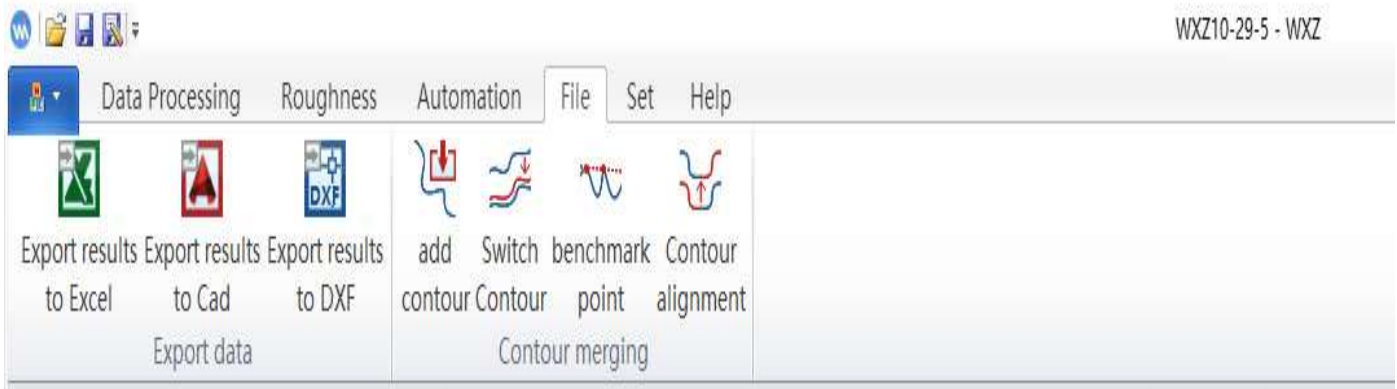 WXZ10-29-5 - WXZ
Data Processing Roughness Automation File Set Help
DXF
Export results Export results Export results add Switch benchmark Contour
to Excel to Cad to DXF contour Contour point alignment
Export data Contour merging